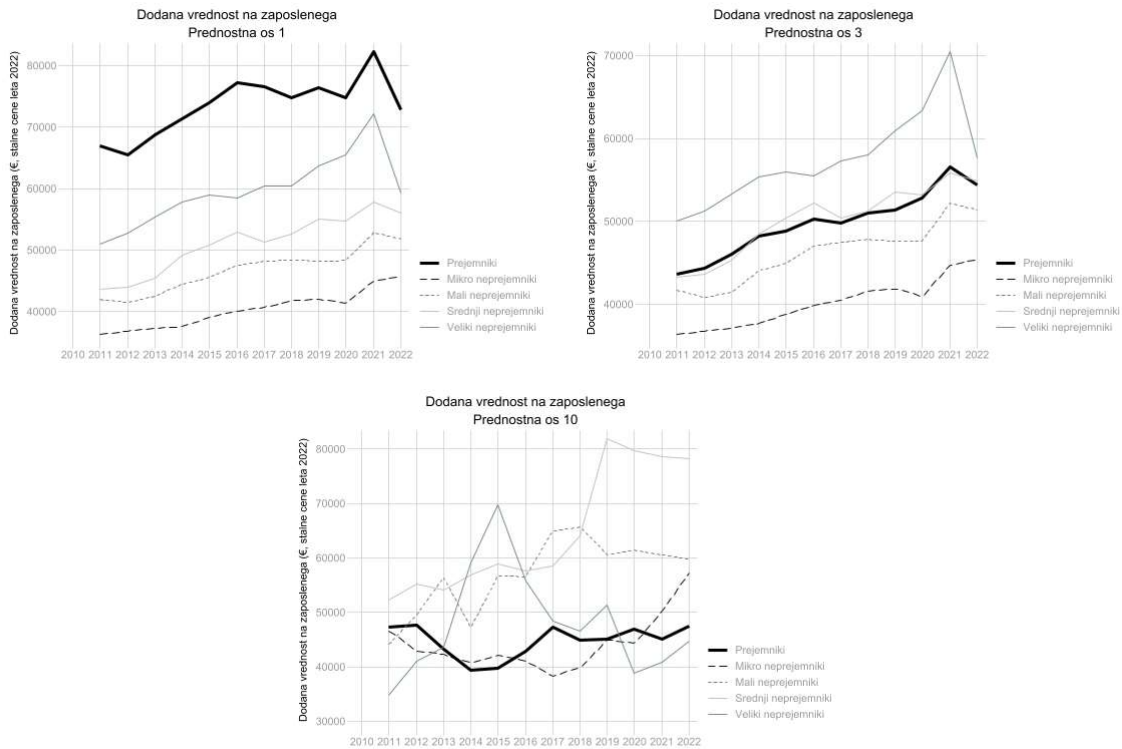 Dodana vrednost na zaposlenega
Prednostna os 1
Dodana vrednost na zaposlenega (€, stalne cene leta 2022)
80000
70000
60000
50000
40000
2010 2011 2012 2013 2014 2015 2016 2017 2018 2019 2020 2021 2022
Prejemniki
Mikro neprejemniki
Mali neprejemniki
Srednji neprejemniki
Veliki neprejemniki
Dodana vrednost na zaposlenega
Prednostna os 3
Dodana vrednost na zaposlenega (€, stalne cene leta 2022)
70000
60000
50000
40000
2010 2011 2012 2013 2014 2015 2016 2017 2018 2019 2020 2021 2022
Prejemniki
Mikro neprejemniki
Mali neprejemniki
Srednji neprejemniki
Veliki neprejemniki
Dodana vrednost na zaposlenega
Prednostna os 10
Dodana vrednost na zaposlenega (€, stalne cene leta 2022)
80000
70000
60000
50000
40000
30000
2010 2011 2012 2013 2014 2015 2016 2017 2018 2019 2020 2021 2022
Prejemniki
Mikro neprejemniki
Mali neprejemniki
Srednji neprejemniki
Veliki neprejemniki